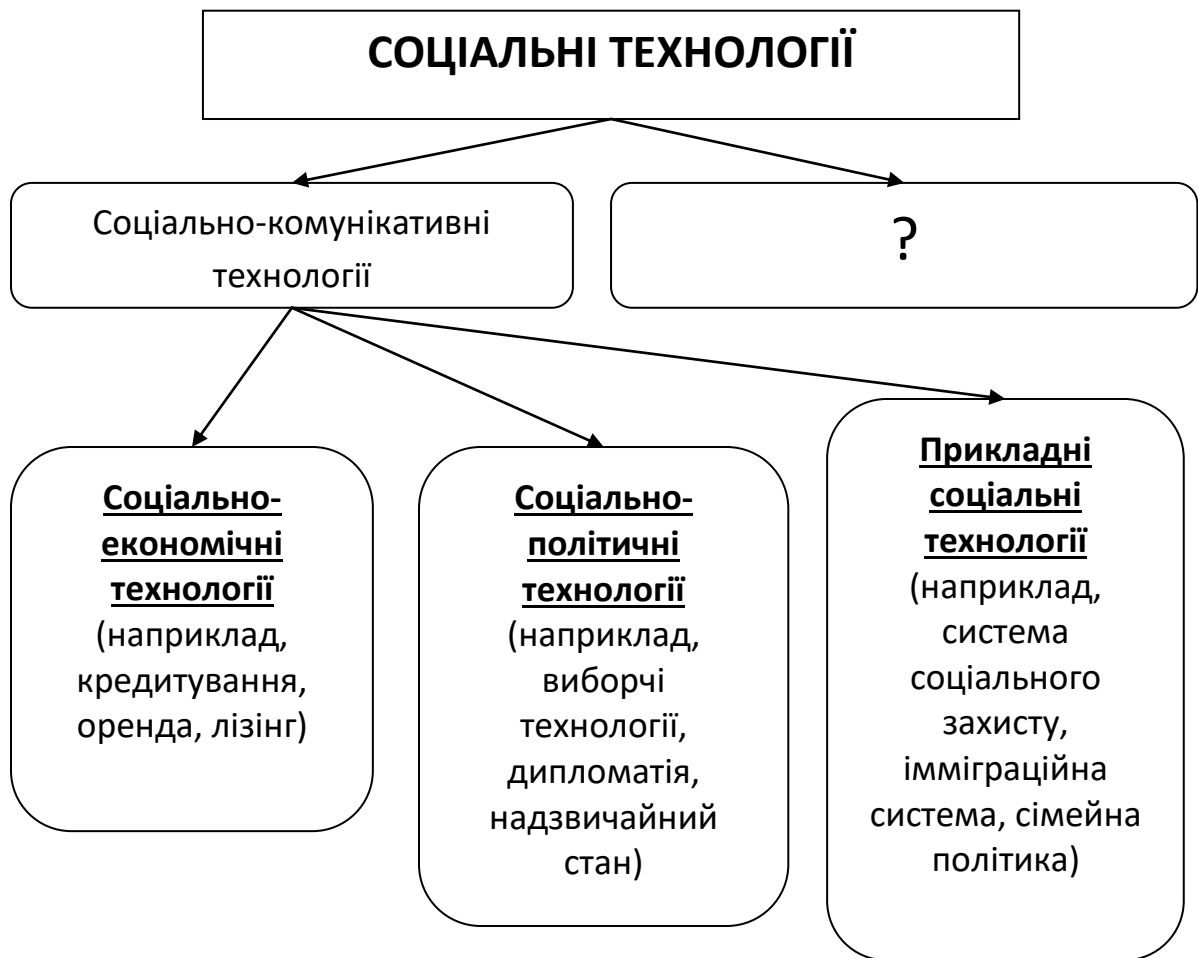 СОЦІАЛЬНІ ТЕХНОЛОГІЇ
Соціально-комунікативні
технології
?
Соціально-
економічні
технології
(наприклад,
кредитування,
оренда, лізінг)
Соціально-
політичні
технології
(наприклад,
виборчі
технології,
дипломатія,
надзвичайний
стан)
Прикладні
соціальні
технології
(наприклад,
система
соціального
захисту,
імміграційна
система, сімейна
політика)